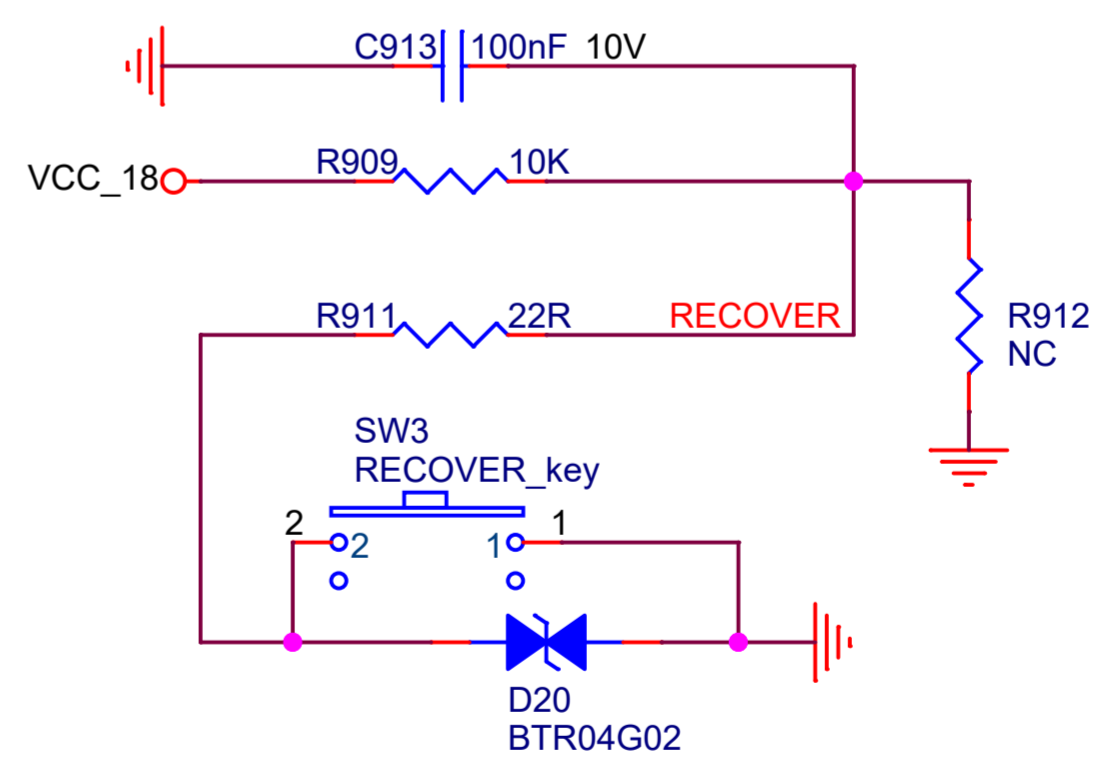 C913 100nF 10V
VCC_18 R909 10K
R911 22R RECOVER
R912
NC
SW3
RECOVER_key
2 2 1 1
D20
BTR04G02